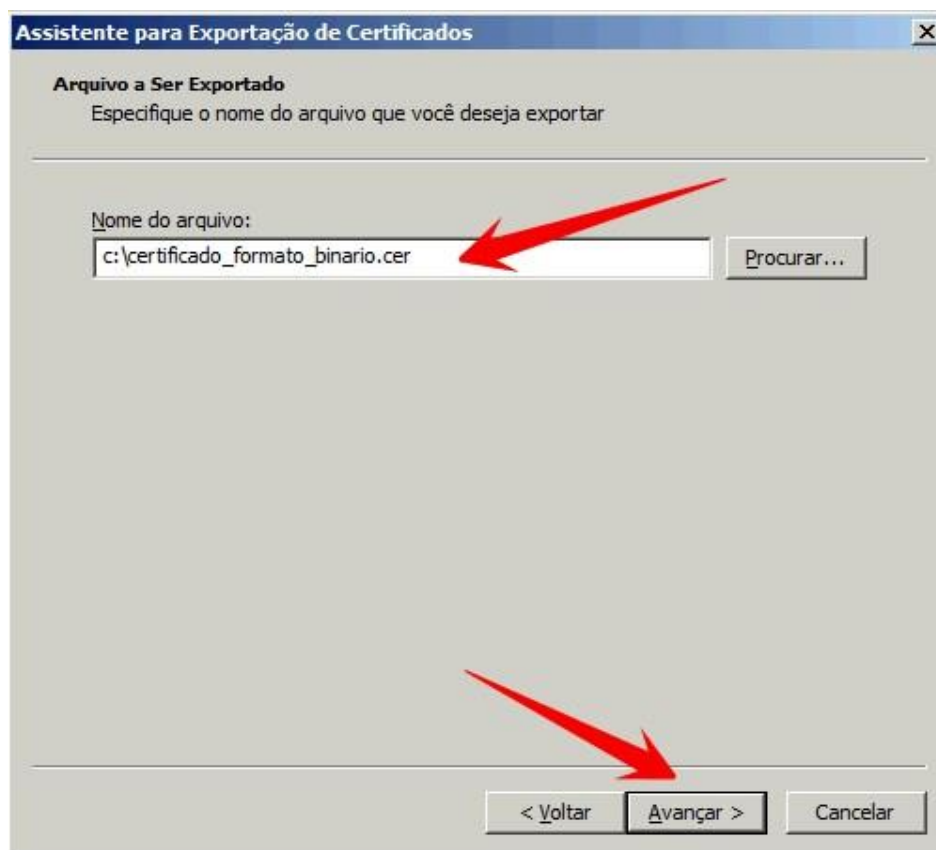 Assistente para Exportação de Certificados
Arquivo a Ser Exportado
Especifique o nome do arquivo que você deseja exportar
Nome do arquivo:
c:\certificado_formato_binario.cer
Procurar...
< Voltar
Avançar >
Cancelar